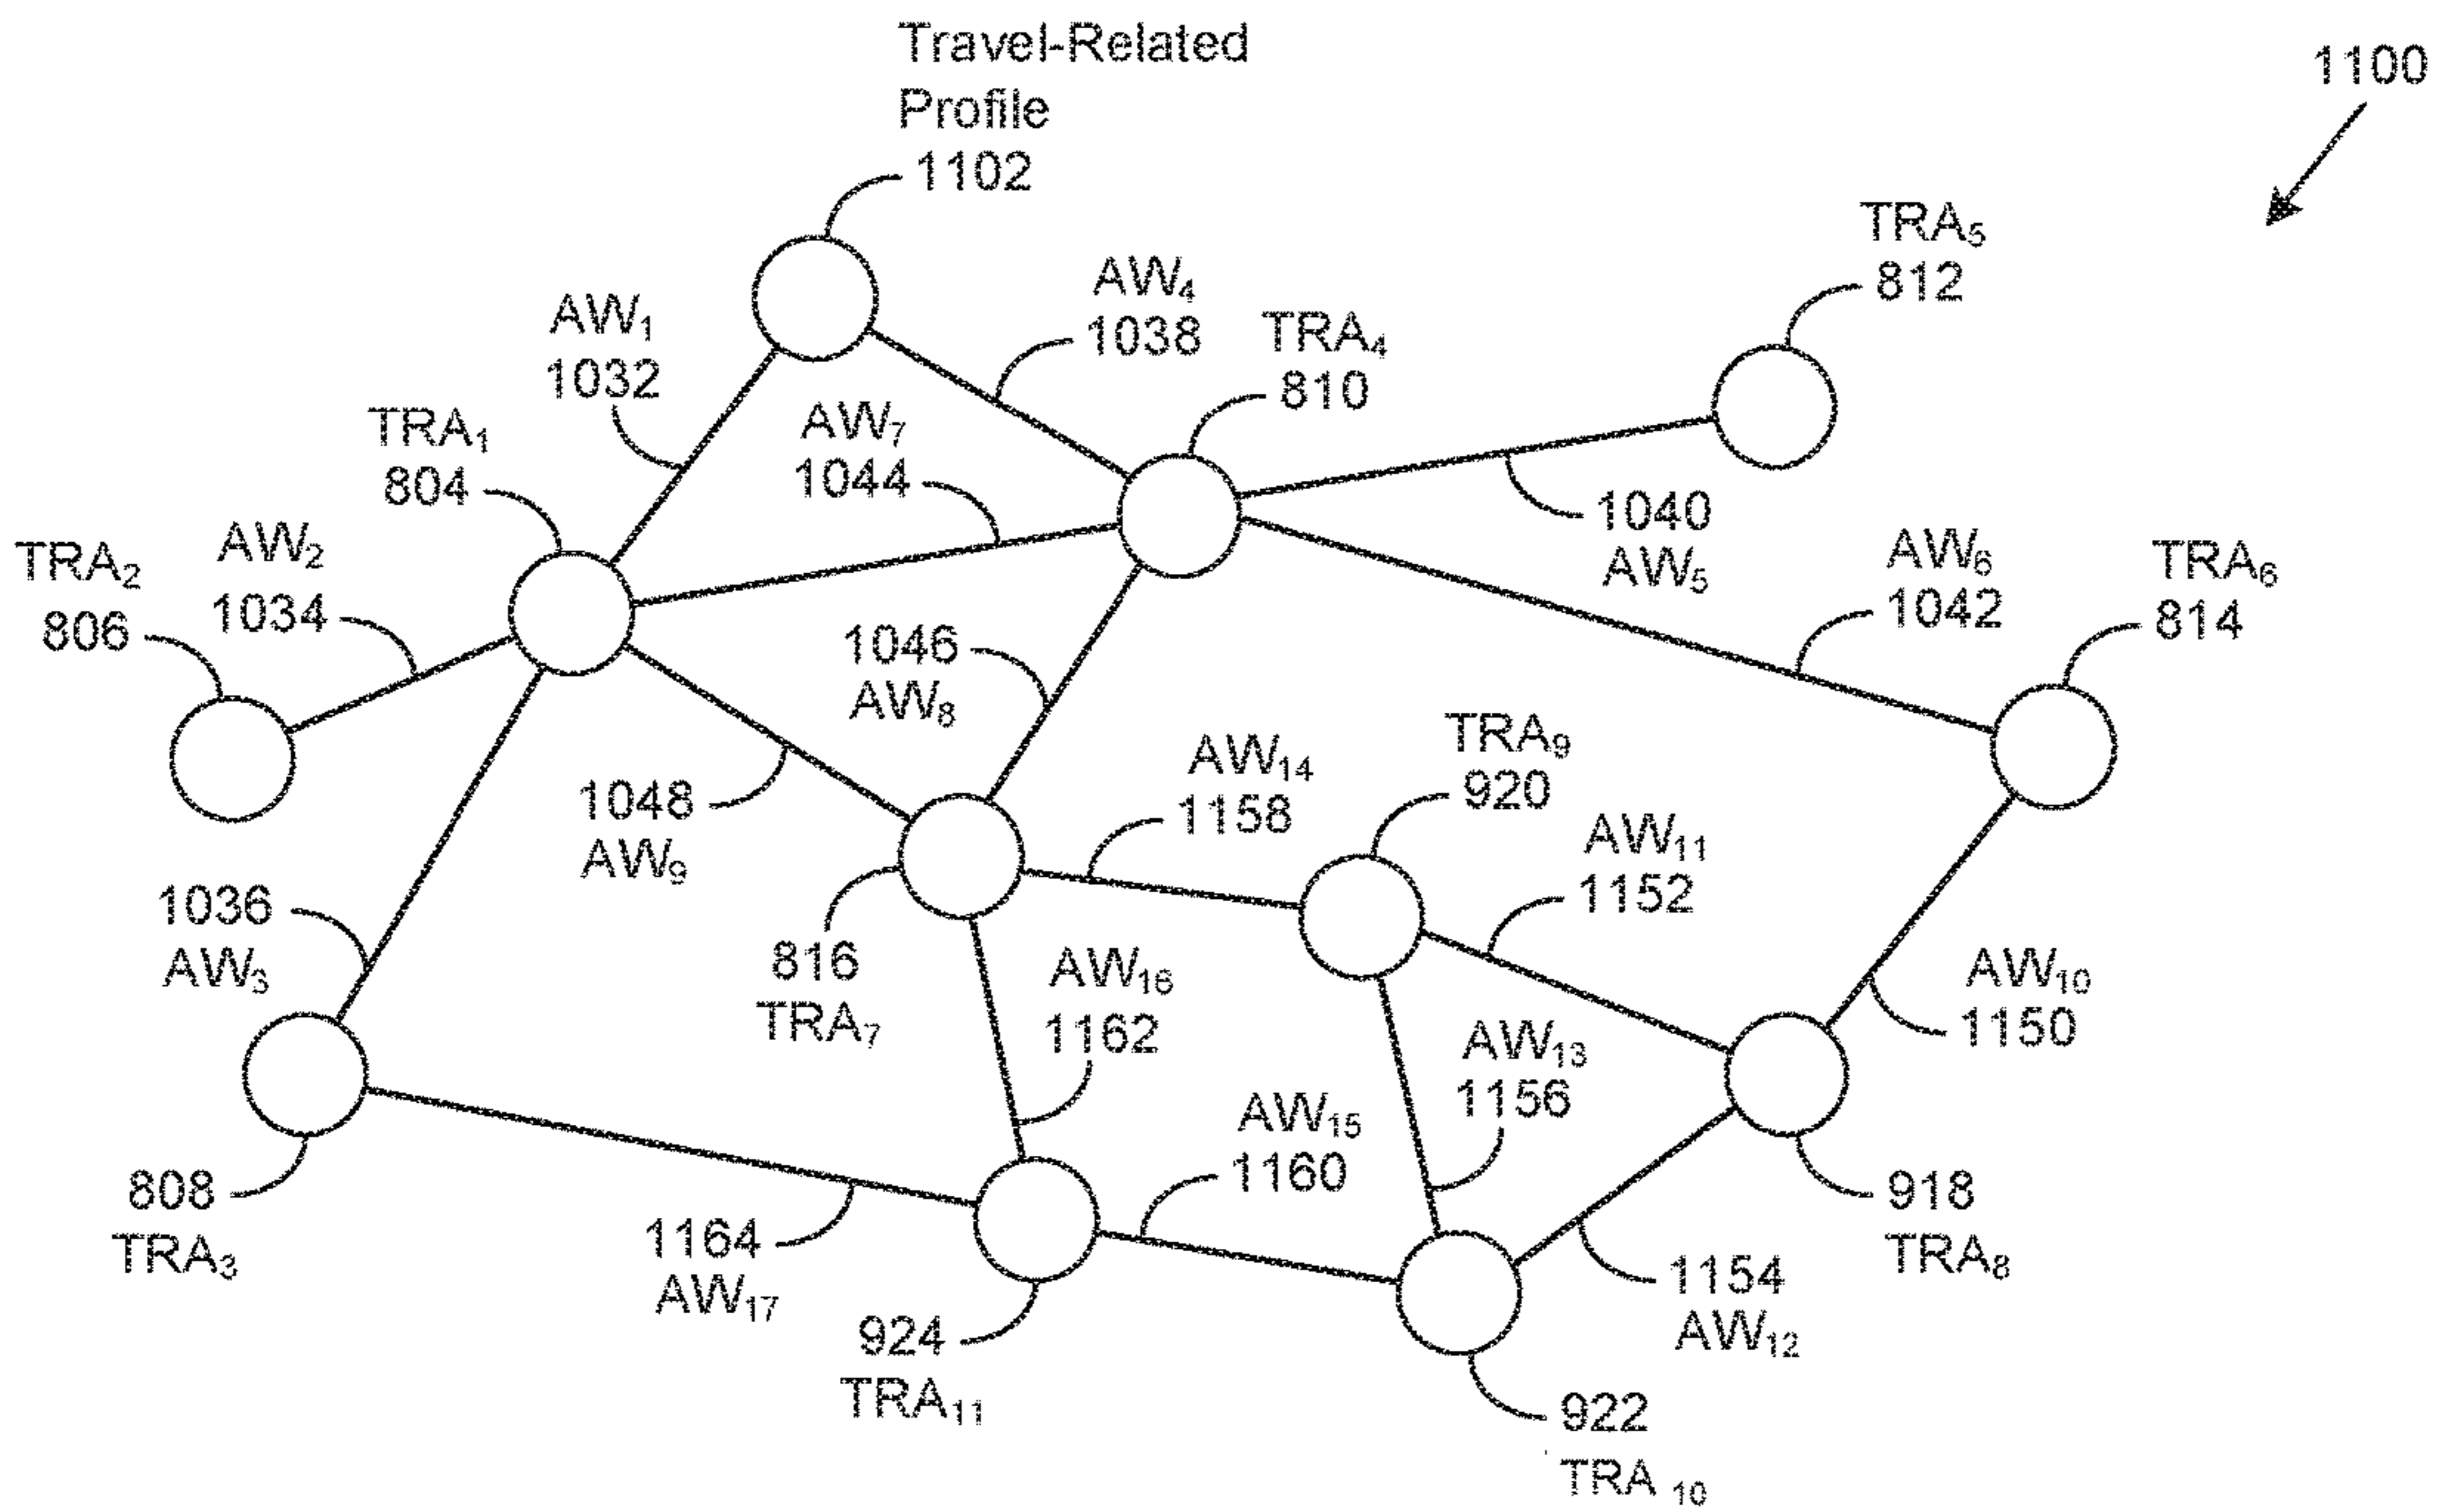 Travel-Related
Profile
1102
1100
TRA₅
812
AW₄
1038
AW₁
1032
TRA₄
810
TRA₁
804
AW₇
1044
1040
AW₅
AW₂
1034
TRA₂
806
AW₆
1042
TRA₆
814
1046
AW₈
1048
AW₉
AW₁₄
1158
TRA₉
920
AW₁₁
1152
1036
AW₃
816
TRA₇
AW₁₆
1162
AW₁₀
1150
AW₁₃
1156
AW₁₅
1160
808
TRA₃
1164
AW₁₇
918
TRA₈
1154
AW₁₂
924
TRA₁₁
922
TRA ₁₀